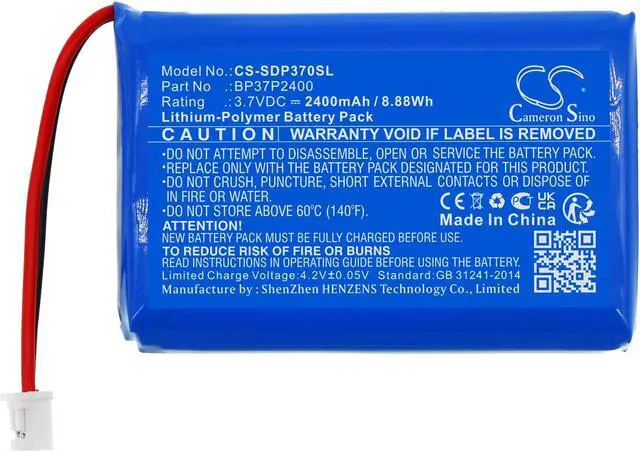 Model No.: CS-SDP370SL
Part No : BP37P2400
Rating : 3.7VDC ⎓ 2400mAh / 8.88Wh
Lithium-Polymer Battery Pack
CS
Cameron Sino
CAUTION WARRANTY VOID IF LABEL IS REMOVED
•DO NOT ATTEMPT TO DISASSEMBLE, OPEN OR SERVICE THE BATTERY PACK.
•REPLACE ONLY WITH THE BATTERY PACK DESIGNATED FOR THIS PRODUCT.
•DO NOT CRUSH, PUNCTURE, SHORT EXTERNAL CONTACTS OR DISPOSE OF
IN FIRE OR WATER.
•DO NOT STORE ABOVE 60°C (140°F).
CE UK CA EAC
Made In China
ATTENTION!
NEW BATTERY PACK MUST BE FULLY CHARGED BEFORE USE.
TO REDUCE RISK OF FIRE OR BURNS
READ INSTRUCTIONS IN OPERATING GUIDE BEFORE USING BATTERY.
Limited Charge Voltage:4.2V±0.05V Standard:GB 31241-2014
Manufacture by : ShenZhen HENZENS Technology Co., Limited